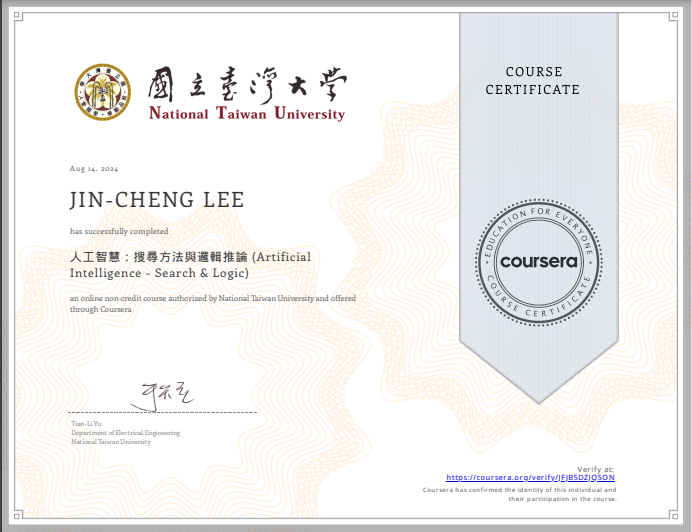 國立臺灣大學
National Taiwan University
COURSE
CERTIFICATE
Aug 14, 2024
JIN-CHENG LEE
has successfully completed
人工智慧：搜尋方法與邏輯推論 (Artificial
Intelligence - Search & Logic)
an online non-credit course authorized by National Taiwan University and offered
through Coursera
EDUCATION FOR EVERYONE
coursera
COURSE CERTIFICATE
Tian-Li Yu
Department of Electrical Engineering
National Taiwan University
Verify at:
https://coursera.org/verify/JFJB5DZJQ5ON
Coursera has confirmed the identity of this individual and
their participation in the course.